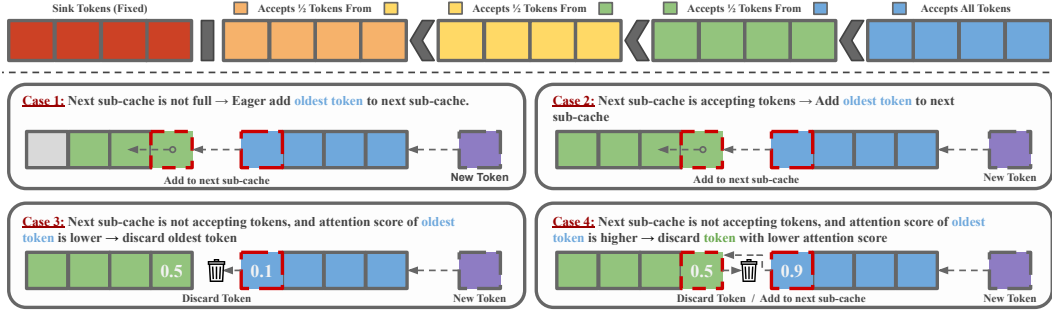 Sink Tokens (Fixed)
Accepts ½ Tokens From
Accepts ½ Tokens From
Accepts ½ Tokens From
Accepts All Tokens
Case 1: Next sub-cache is not full → Eager add oldest token to next sub-cache.
Add to next sub-cache
New Token
Case 2: Next sub-cache is accepting tokens → Add oldest token to next
sub-cache
Add to next sub-cache
New Token
Case 3: Next sub-cache is not accepting tokens, and attention score of oldest
token is lower → discard oldest token
0.5
0.1
Discard Token
New Token
Case 4: Next sub-cache is not accepting tokens, and attention score of oldest
token is higher → discard token with lower attention score
0.5
0.9
Discard Token / Add to next sub-cache
New Token